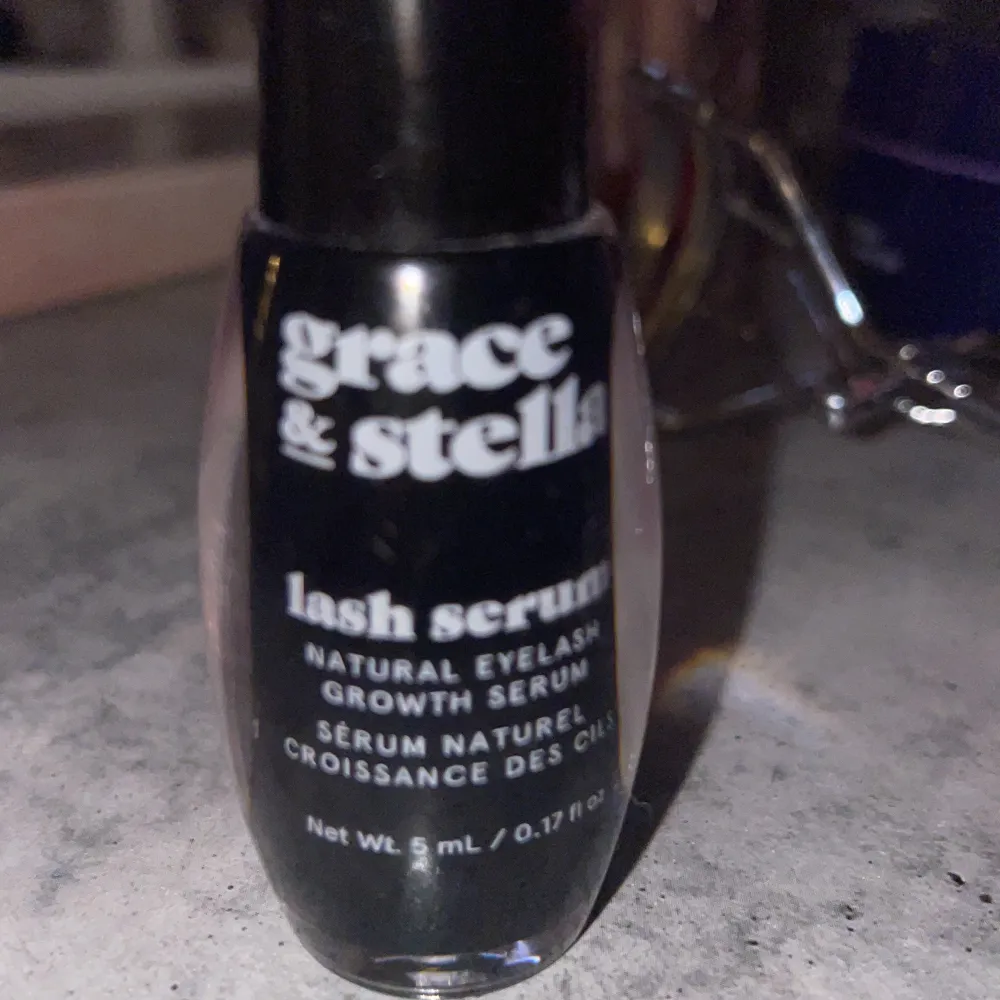 grace
& stella
lash serum
NATURAL EYELASH
GROWTH SERUM
SÉRUM NATUREL
CROISSANCE DES CILS
Net Wt. 5 mL / 0.17 fl oz